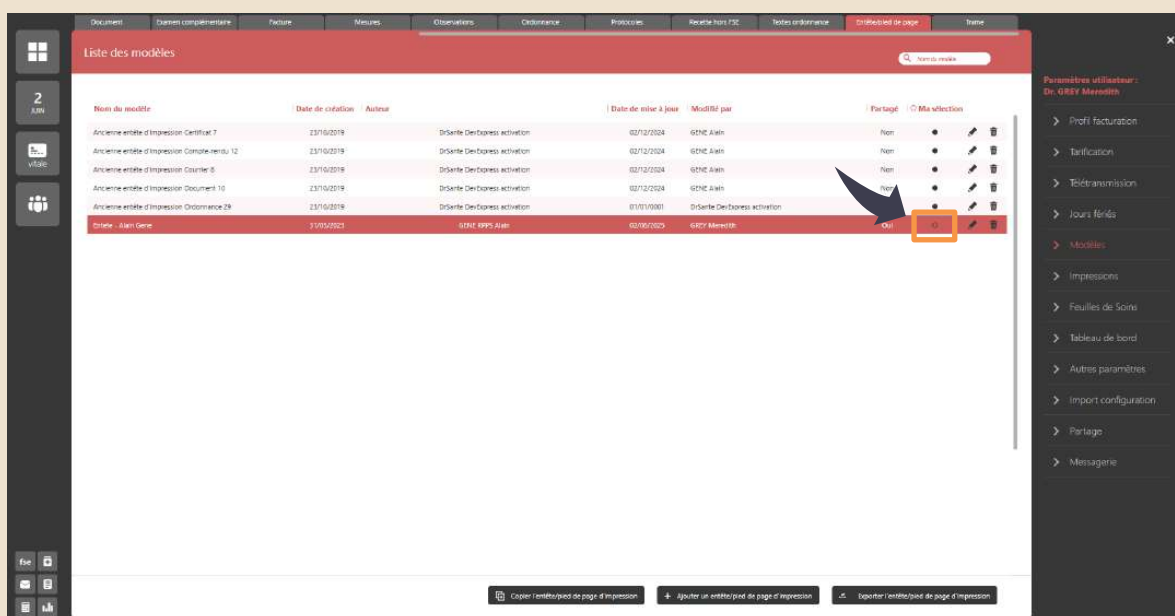 Document Examen complémentaire Facture Mesures Observations Ordonnance Protocoles Recette hors FSE Textes ordonnance Entête/pied de page Trame
Liste des modèles
Nom du modèle
2
JUIN
vitale
fse
Nom du modèle Date de création Auteur Date de mise à jour Modifié par Partagé Ma sélection
Ancienne entête d'impression Certificat 7 23/10/2019 DrSante DevExpress activation 02/12/2024 GENE Alain Non
Ancienne entête d'impression Compte-rendu 12 23/10/2019 DrSante DevExpress activation 02/12/2024 GENE Alain Non
Ancienne entête d'impression Courrier 8 23/10/2019 DrSante DevExpress activation 02/12/2024 GENE Alain Non
Ancienne entête d'impression Document 10 23/10/2019 DrSante DevExpress activation 02/12/2024 GENE Alain Non
Ancienne entête d'impression Ordonnance 29 23/10/2019 DrSante DevExpress activation 01/01/0001 DrSante DevExpress activation
Entête - Alain Gene 31/05/2023 GENE RPPS Alain 02/06/2025 GREY Meredith Oui
Copier l'entête/pied de page d'impression
+ Ajouter un entête/pied de page d'impression
Exporter l'entête/pied de page d'impression
Paramètres utilisateur :
Dr. GREY Meredith
Profil facturation
Tarification
Télétransmission
Jours fériés
Modèles
Impressions
Feuilles de Soins
Tableau de bord
Autres paramètres
Import configuration
Partage
Messagerie